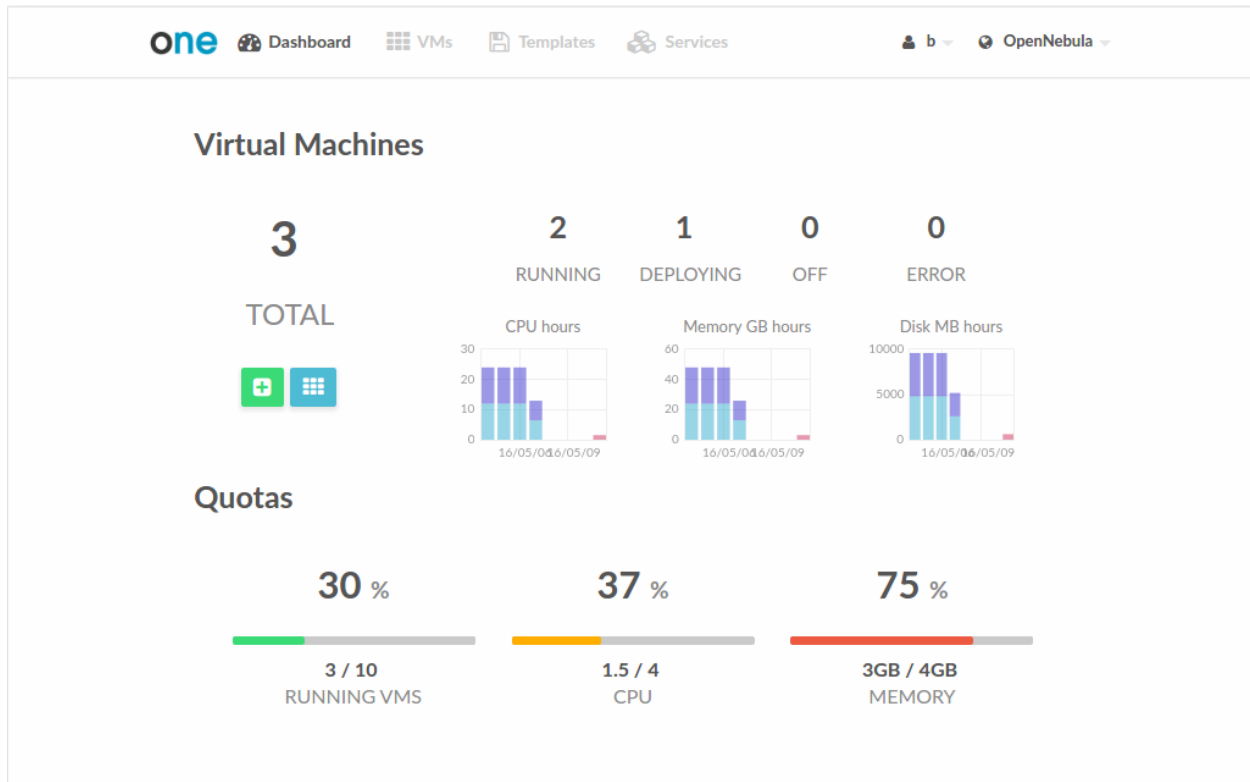 one Dashboard VMs Templates Services b OpenNebula
Virtual Machines
3
TOTAL
2 1 0 0
RUNNING DEPLOYING OFF ERROR
CPU hours Memory GB hours Disk MB hours
30
20
10
0
16/05/06 16/05/09
60
40
20
0
16/05/06 16/05/09
10000
5000
0
16/05/06 16/05/09
Quotas
30 % 37 % 75 %
3 / 10 1.5 / 4 3GB / 4GB
RUNNING VMS CPU MEMORY